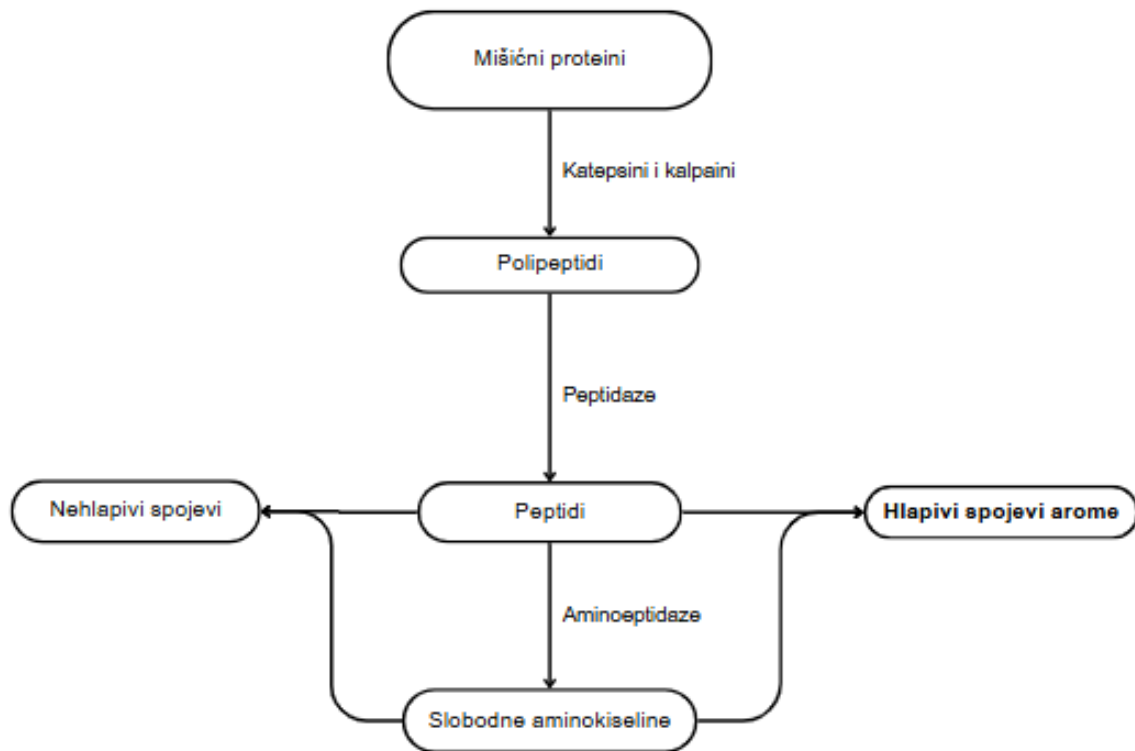 Mišićni proteini
Katepsini i kalpaini
Polipeptidi
Peptidaze
Nehlapivi spojevi
Peptidi
Hlapivi spojevi arome
Aminoeptidaze
Slobodne aminokiseline